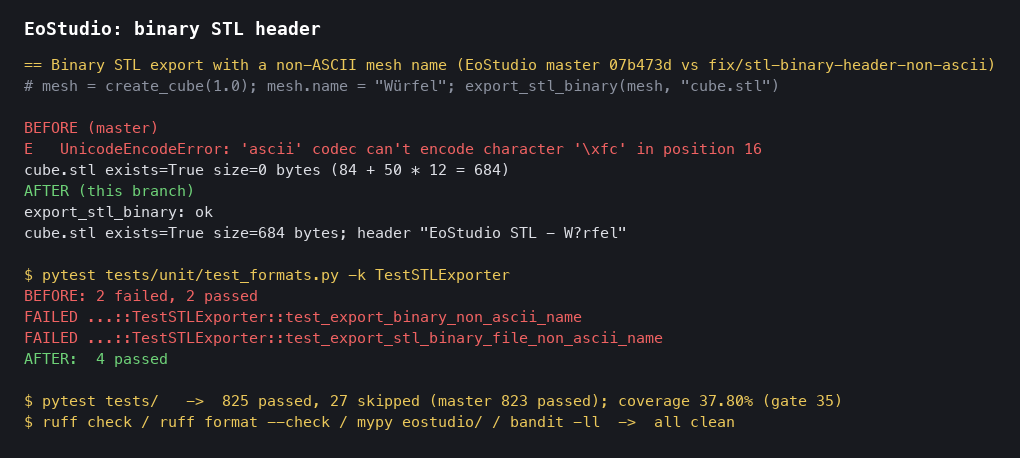 EoStudio: binary STL header
== Binary STL export with a non-ASCII mesh name (EoStudio master 07b473d vs fix/stl-binary-header-non-ascii)
# mesh = create_cube(1.0); mesh.name = "Würfel"; export_stl_binary(mesh, "cube.stl")
BEFORE (master)
E   UnicodeEncodeError: 'ascii' codec can't encode character '\xfc' in position 16
cube.stl exists=True size=0 bytes (84 + 50 * 12 = 684)
AFTER (this branch)
export_stl_binary: ok
cube.stl exists=True size=684 bytes; header "EoStudio STL - W?rfel"
$ pytest tests/unit/test_formats.py -k TestSTLExporter
BEFORE: 2 failed, 2 passed
FAILED ...::TestSTLExporter::test_export_binary_non_ascii_name
FAILED ...::TestSTLExporter::test_export_stl_binary_file_non_ascii_name
AFTER:  4 passed
$ pytest tests/   ->  825 passed, 27 skipped (master 823 passed); coverage 37.80% (gate 35)
$ ruff check / ruff format --check / mypy eostudio/ / bandit -ll  ->  all clean